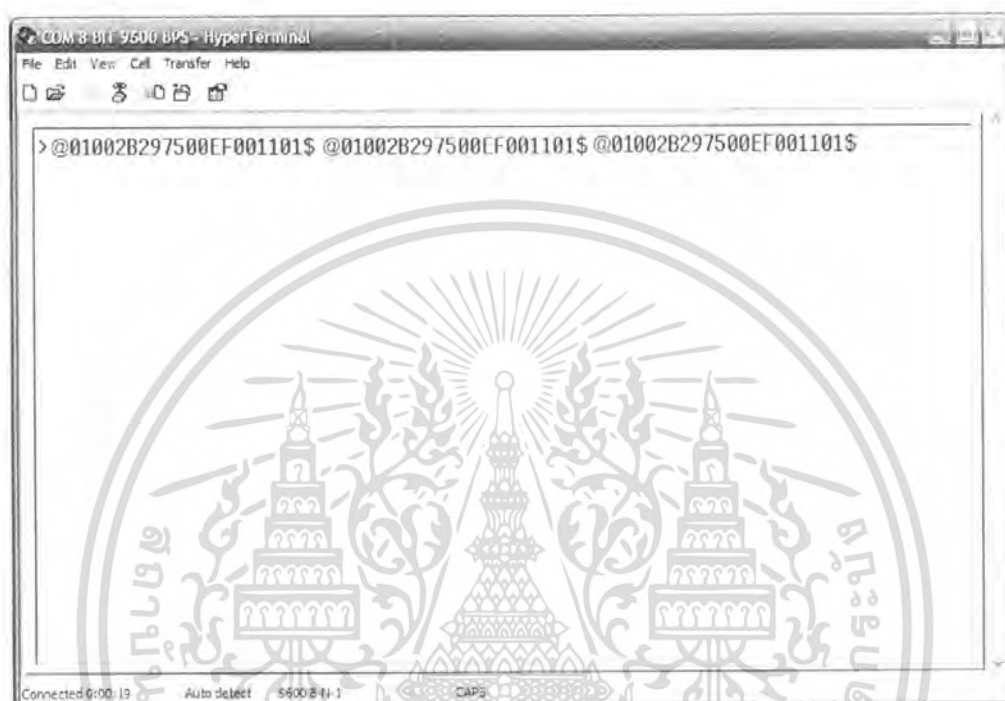 COM 8 BIT 9600 BPS - HyperTerminal
File Edit View Call Transfer Help
>@01002B297500EF001101$ @01002B297500EF001101$ @01002B297500EF001101$
Connected 0:00:19 Auto detect 9600 8-N-1 CAPS